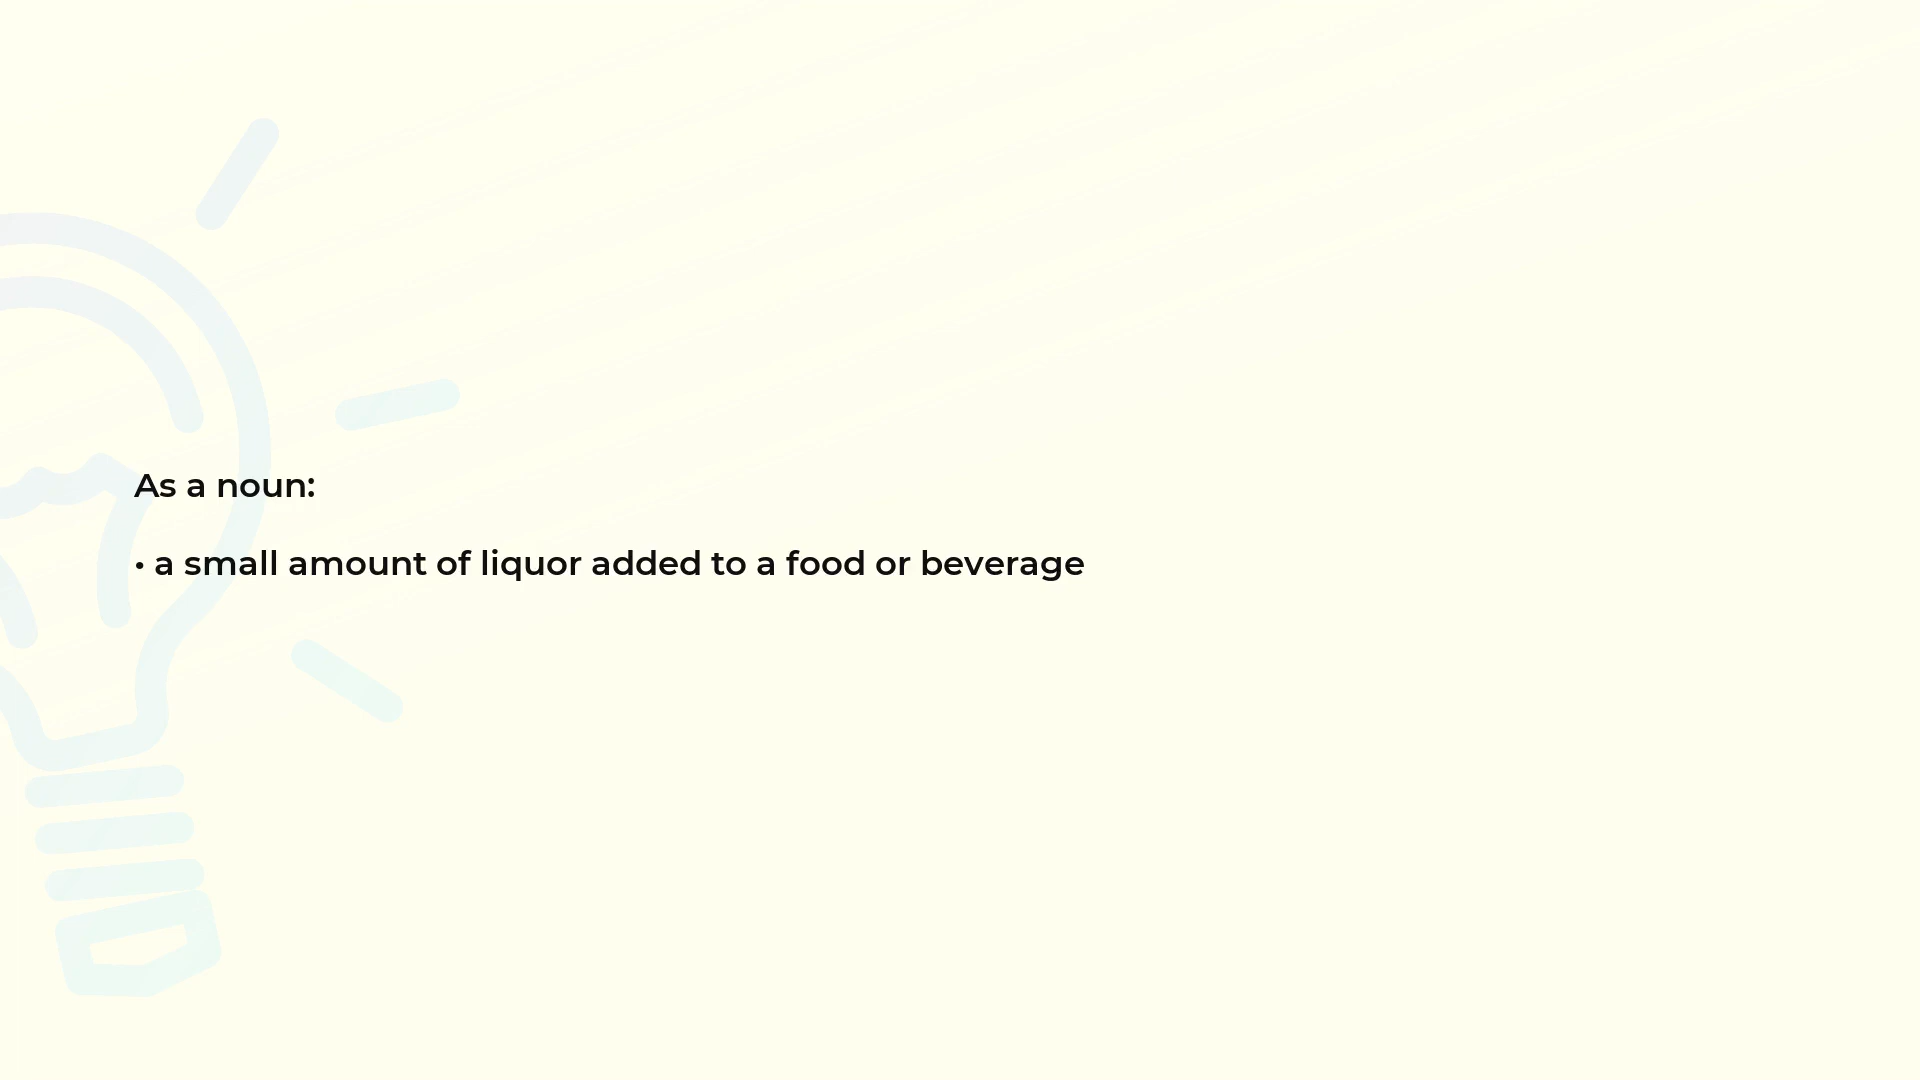 As a noun:
• a small amount of liquor added to a food or beverage